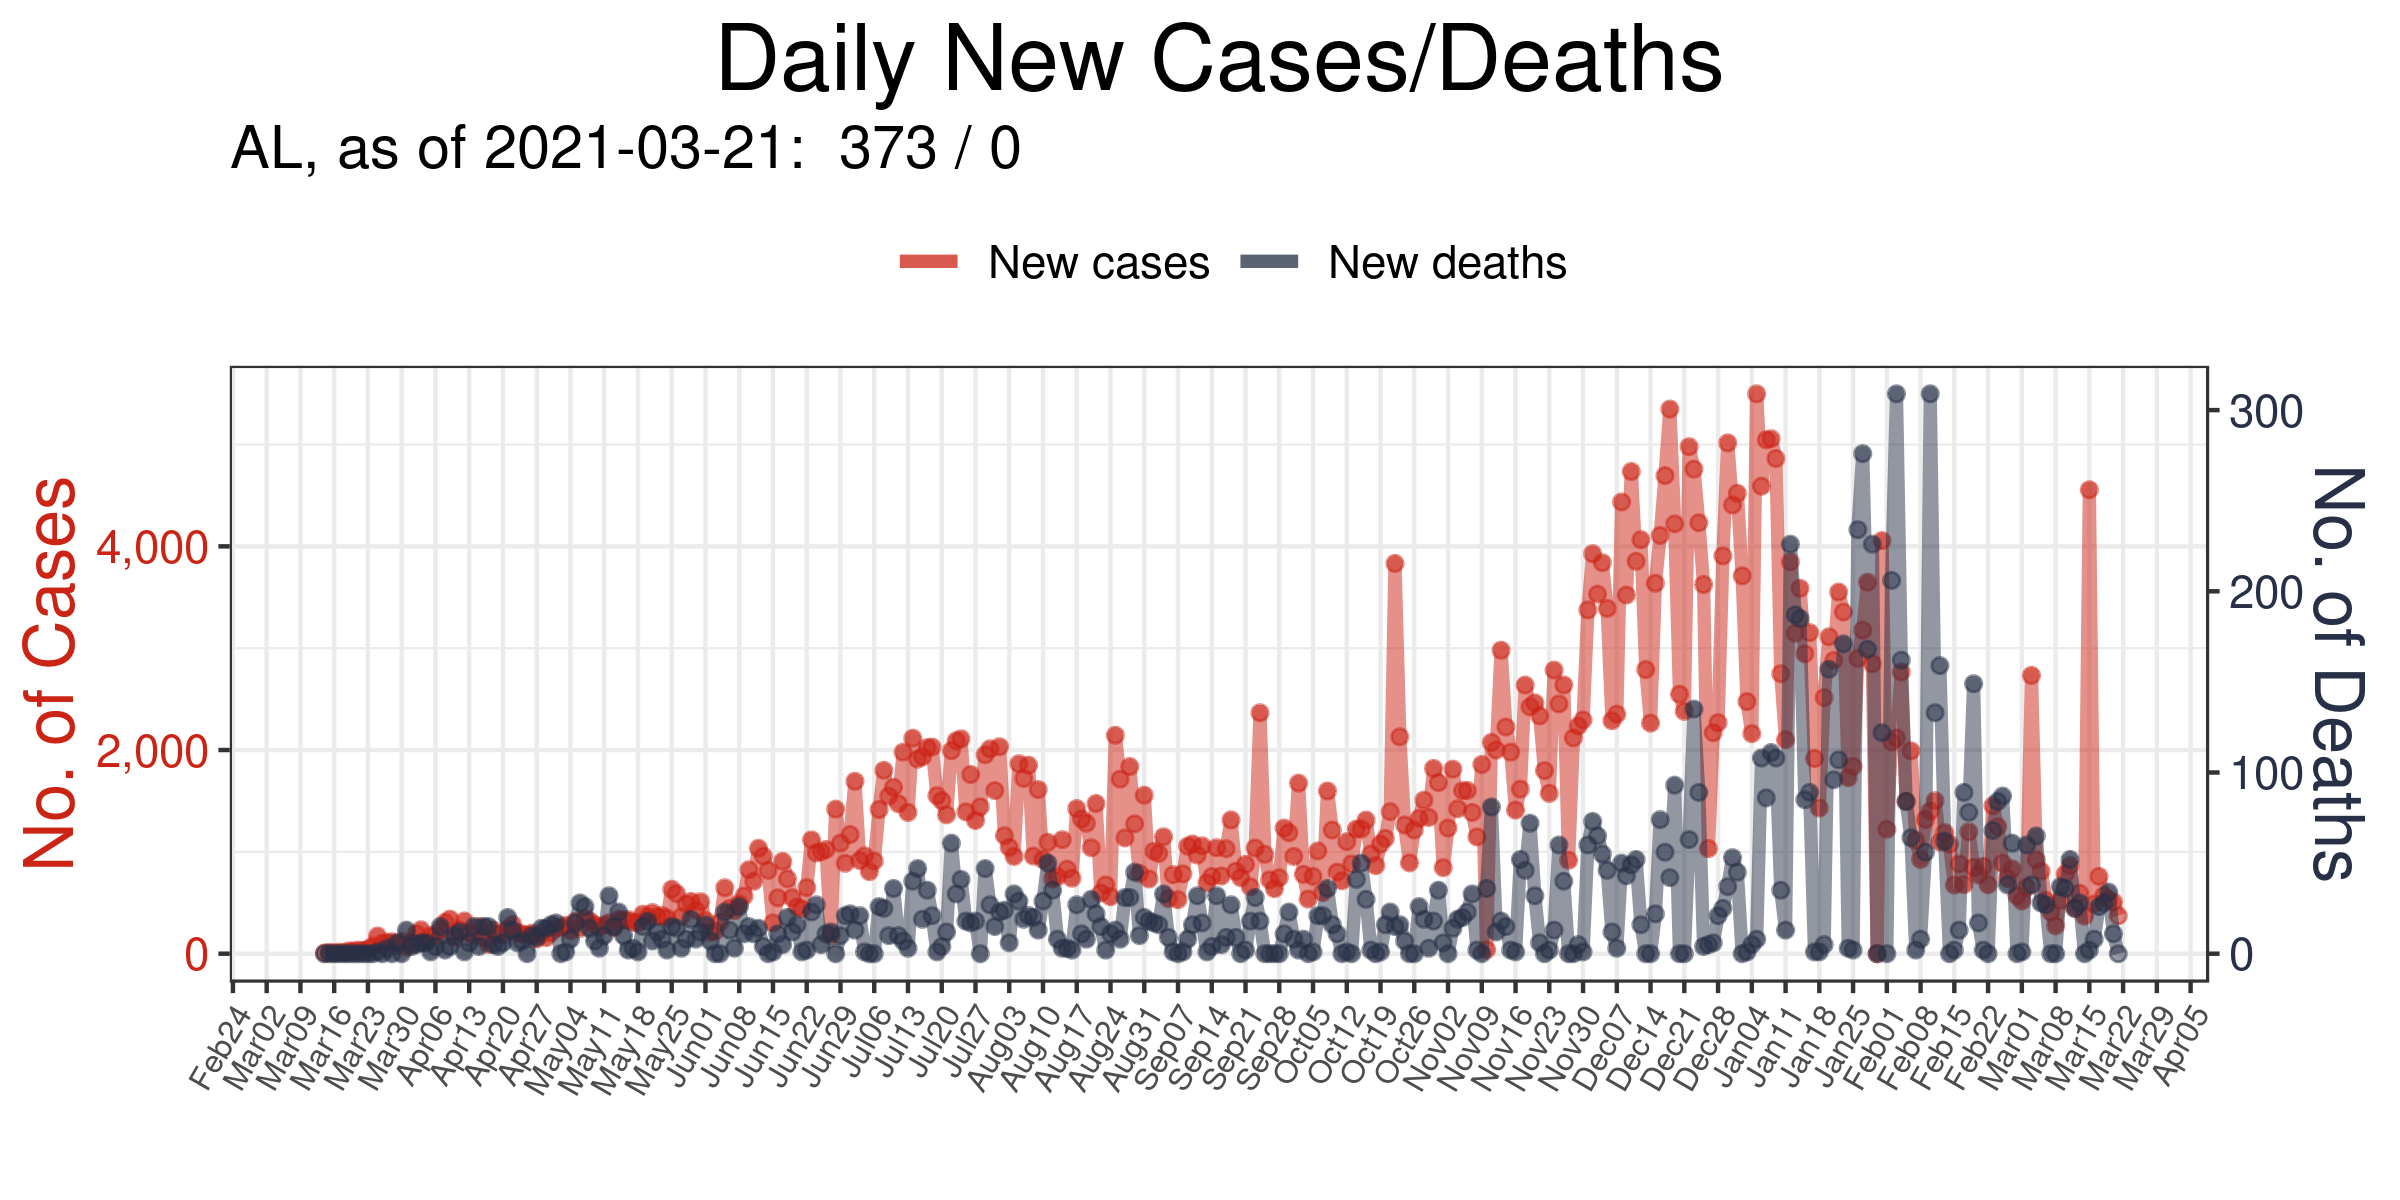 Daily New Cases/Deaths
AL, as of 2021-03-21:  373 / 0
New cases
New deaths
No. of Cases
4,000
2,000
0
300
200
100
0
No. of Deaths
Feb24
Mar02
Mar09
Mar16
Mar23
Mar30
Apr06
Apr13
Apr20
Apr27
May04
May11
May18
May25
Jun01
Jun08
Jun15
Jun22
Jun29
Jul06
Jul13
Jul20
Jul27
Aug03
Aug10
Aug17
Aug24
Aug31
Sep07
Sep14
Sep21
Sep28
Oct05
Oct12
Oct19
Oct26
Nov02
Nov09
Nov16
Nov23
Nov30
Dec07
Dec14
Dec21
Dec28
Jan04
Jan11
Jan18
Jan25
Feb01
Feb08
Feb15
Feb22
Mar01
Mar08
Mar15
Mar22
Mar29
Apr05